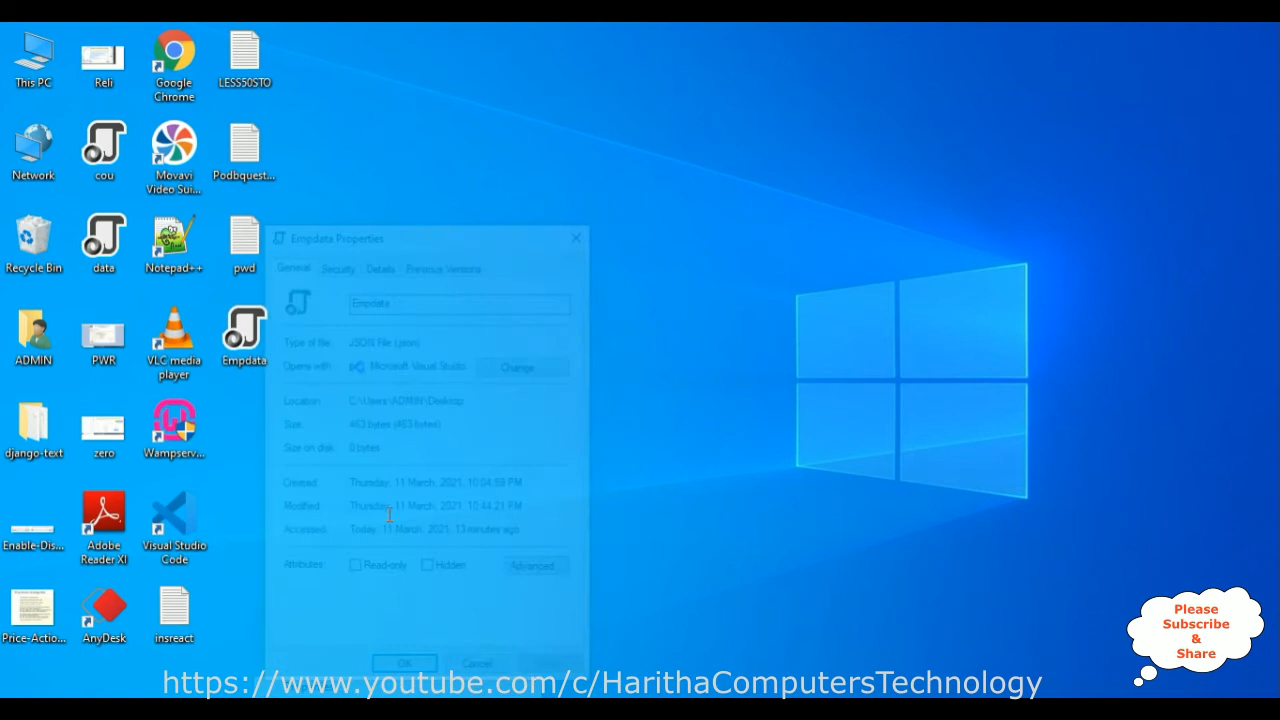 This PC
Reli
Google
Chrome
LESS50STO
Network
cou
Movavi
Video Sui...
Podbquest...
Recycle Bin
data
Notepad++
pwd
ADMIN
PWR
VLC media
player
Empdata
django-text
zero
Wampserv...
Enable-Dis...
Adobe
Reader XI
Visual Studio
Code
Price-Actio...
AnyDesk
insreact
Empdata Properties
General Security Details Previous Versions
Empdata
Type of file: JSON File (.json)
Opens with: Microsoft Visual Studio Change...
Location: C:\Users\ADMIN\Desktop
Size: 463 bytes (463 bytes)
Size on disk: 0 bytes
Created: Thursday, 11 March, 2021, 10:04:58 PM
Modified: Thursday, 11 March, 2021, 10:44:21 PM
Accessed: Today, 11 March, 2021, 13 minutes ago
Attributes: Read-only Hidden Advanced...
OK Cancel
Please
Subscribe
&
Share
https://www.youtube.com/c/HarithaComputersTechnology